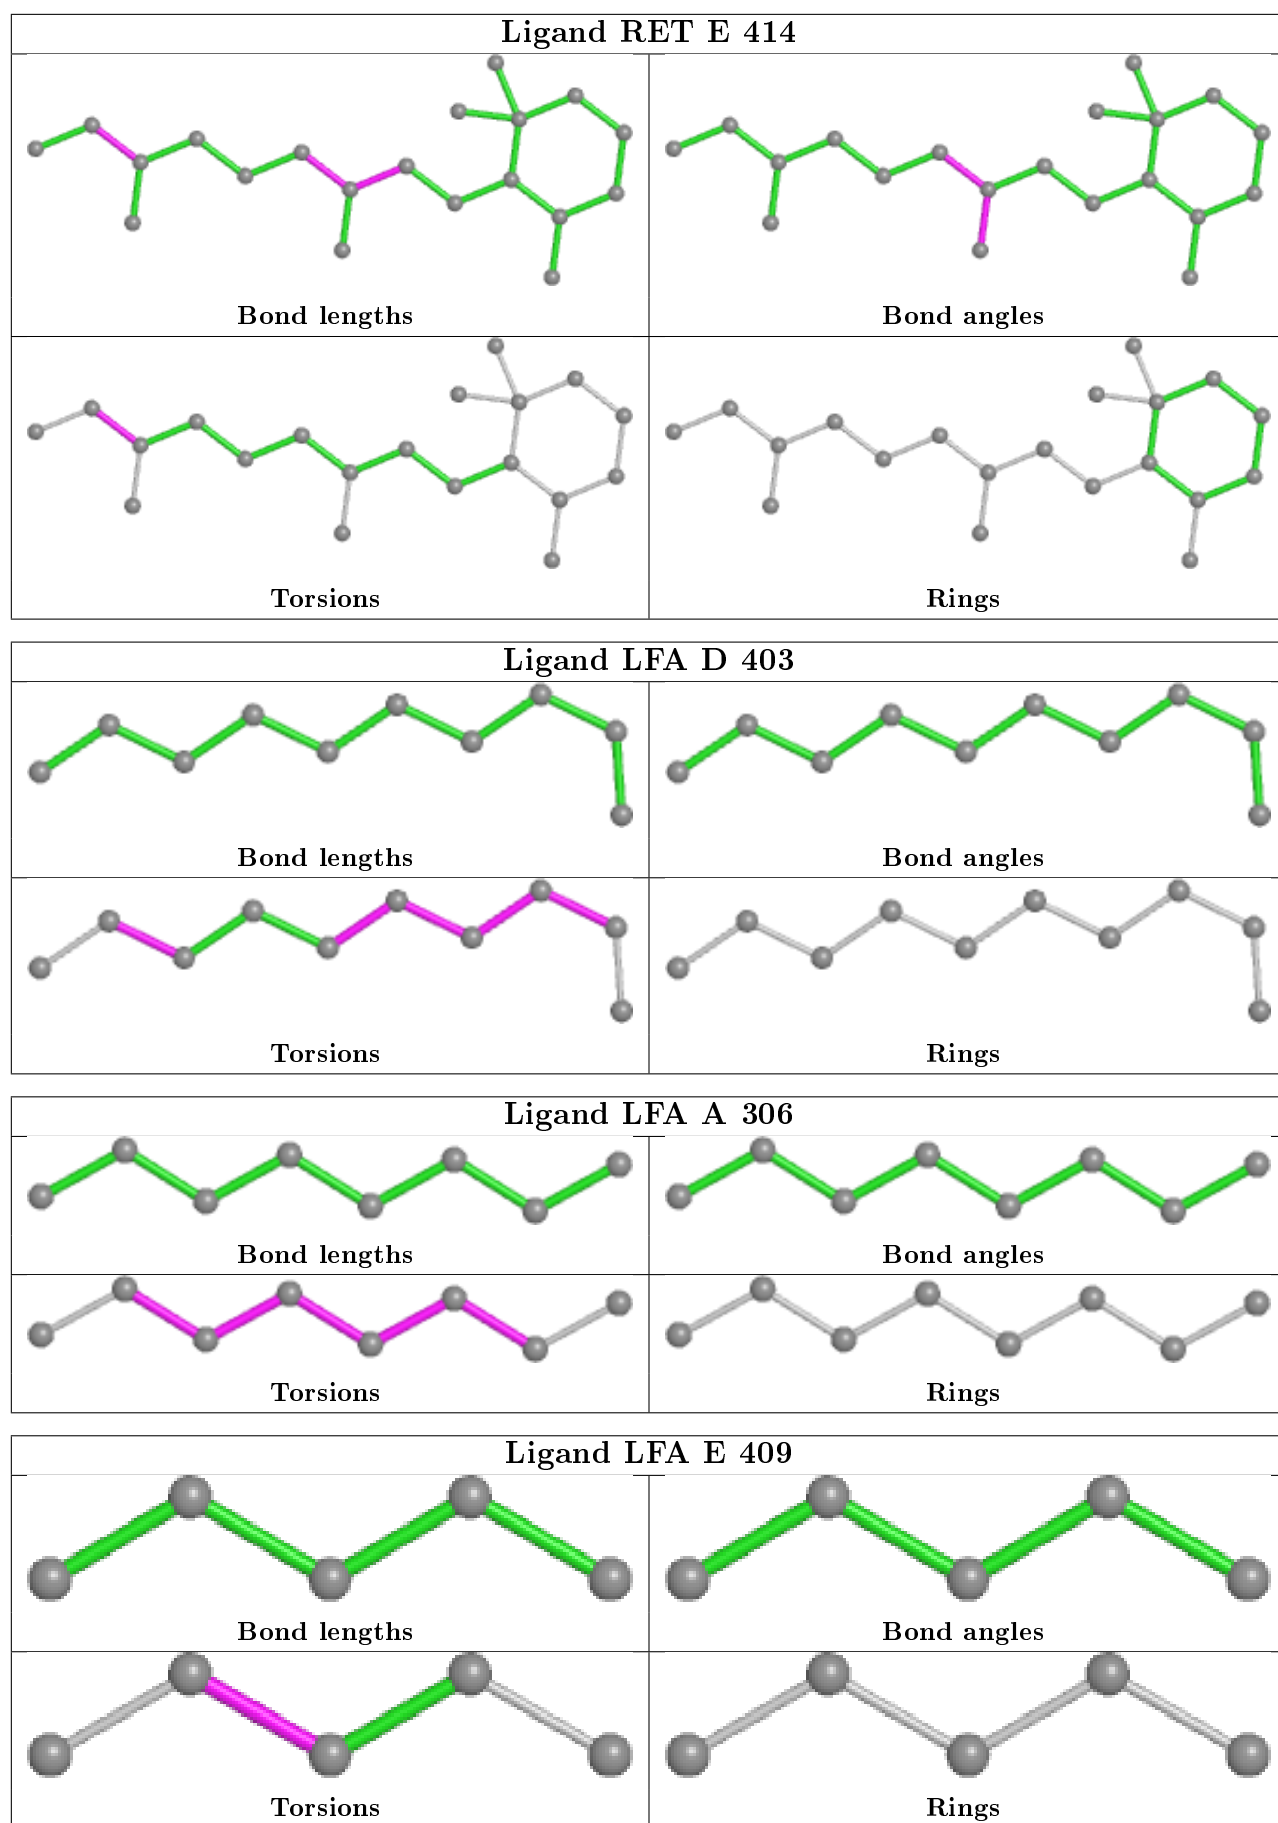 Ligand RET E 414
Bond lengths
Bond angles
Torsions
Rings
Ligand LFA D 403
Bond lengths
Bond angles
Torsions
Rings
Ligand LFA A 306
Bond lengths
Bond angles
Torsions
Rings
Ligand LFA E 409
Bond lengths
Bond angles
Torsions
Rings